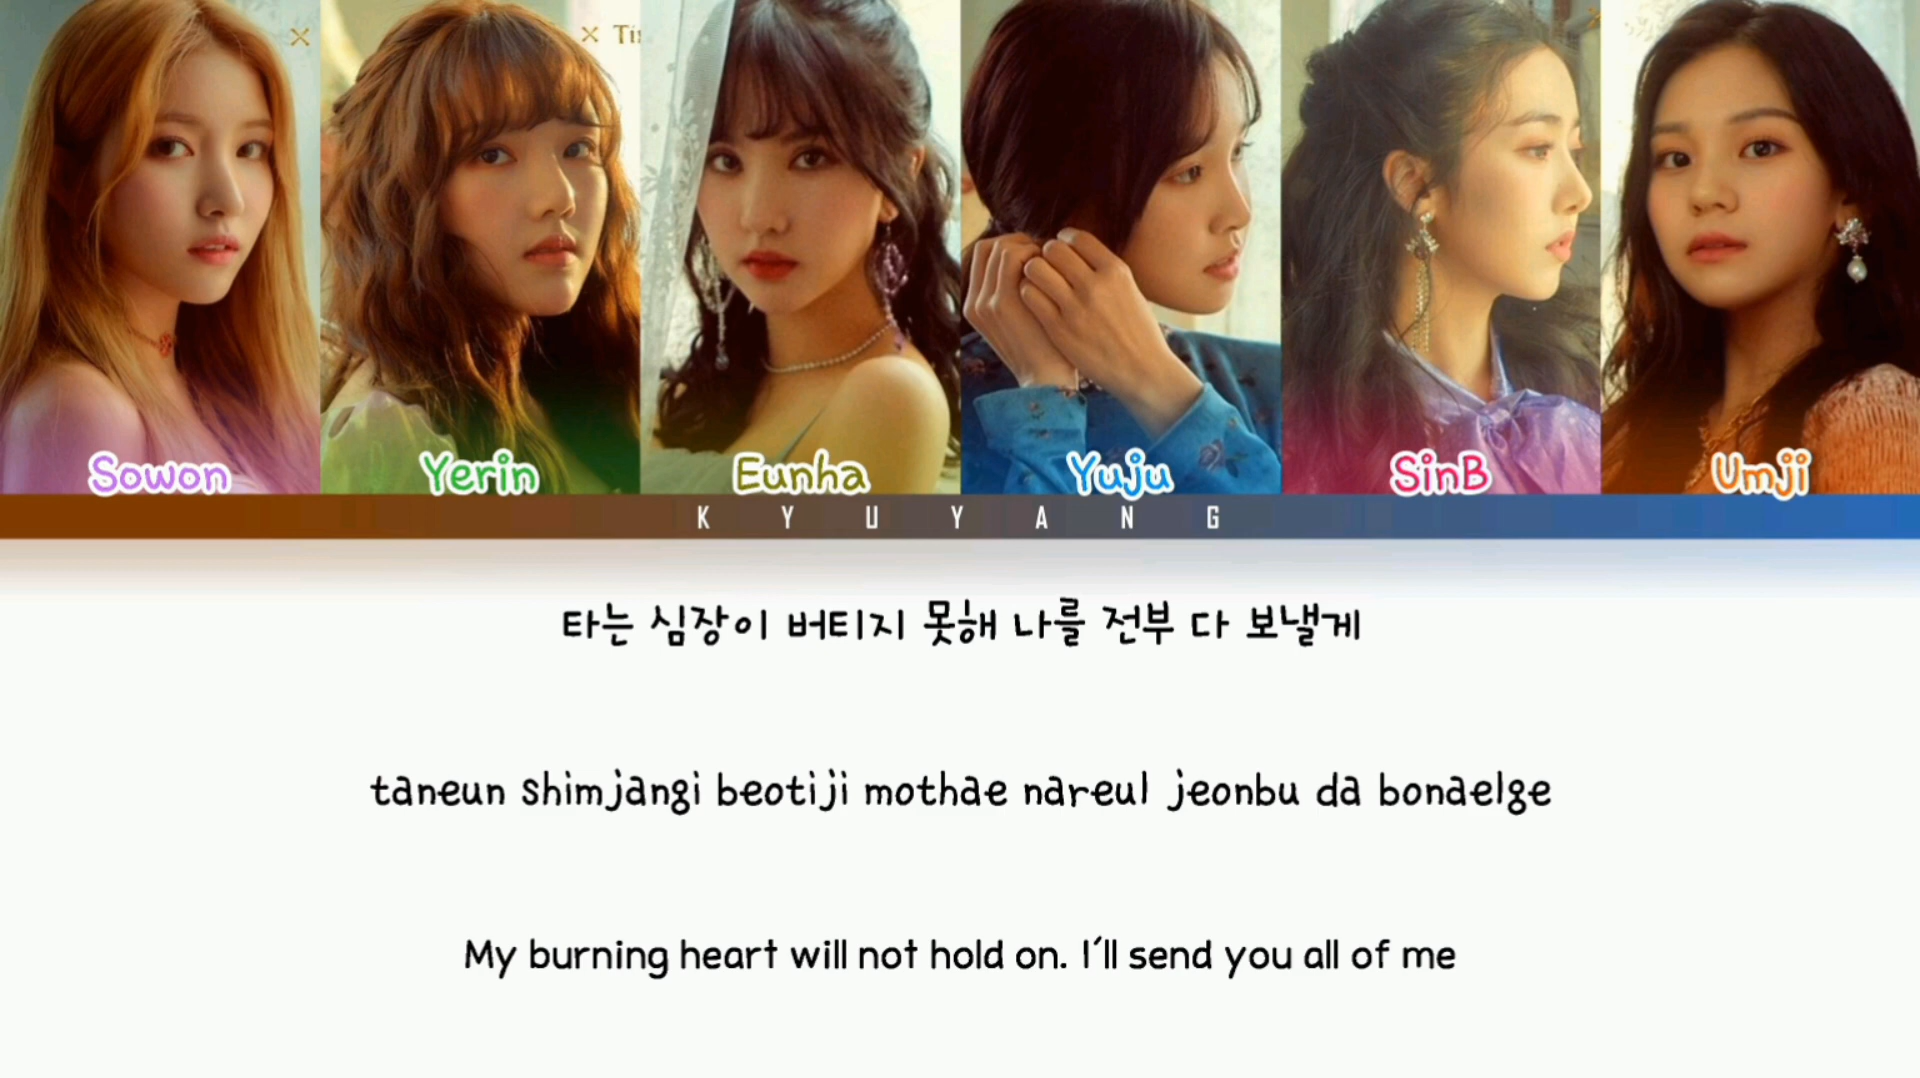 Ti
Sowon
Yerin
Eunha
Yuju
SinB
Umji
KYUYANG
타는 심장이 버티지 못해 나를 전부 다 보낼게
taneun shimjangi beotiji mothae nareul jeonbu da bonaelge
My burning heart will not hold on. I'll send you all of me